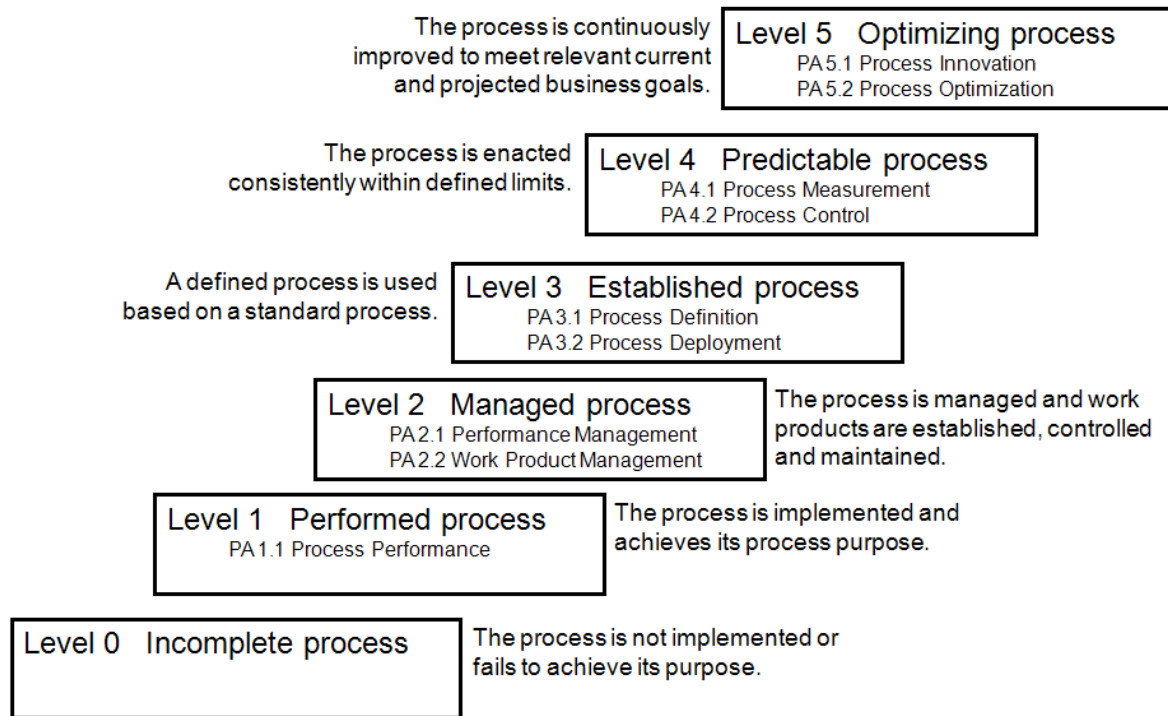 The process is continuously
improved to meet relevant current
and projected business goals.
Level 5 Optimizing process
PA 5.1 Process Innovation
PA 5.2 Process Optimization
The process is enacted
consistently within defined limits.
Level 4 Predictable process
PA 4.1 Process Measurement
PA 4.2 Process Control
A defined process is used
based on a standard process.
Level 3 Established process
PA 3.1 Process Definition
PA 3.2 Process Deployment
Level 2 Managed process
PA 2.1 Performance Management
PA 2.2 Work Product Management
The process is managed and work
products are established, controlled
and maintained.
Level 1 Performed process
PA 1.1 Process Performance
The process is implemented and
achieves its process purpose.
Level 0 Incomplete process
The process is not implemented or
fails to achieve its purpose.